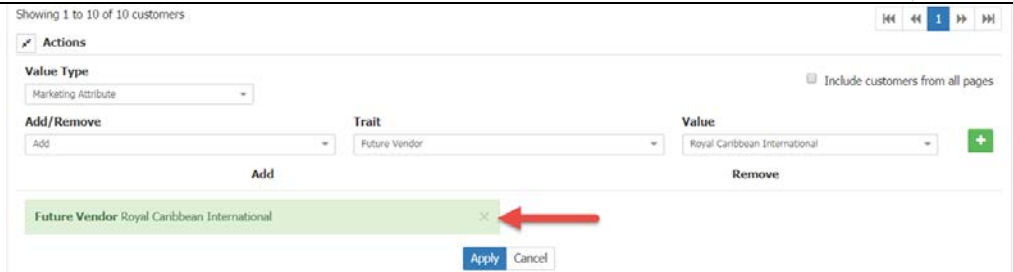 Showing 1 to 10 of 10 customers
1
Actions
Value Type
Marketing Attribute
Include customers from all pages
Add/Remove Trait Value
Add Future Vendor Royal Caribbean International
Add Remove
Future Vendor Royal Caribbean International ×
Apply Cancel